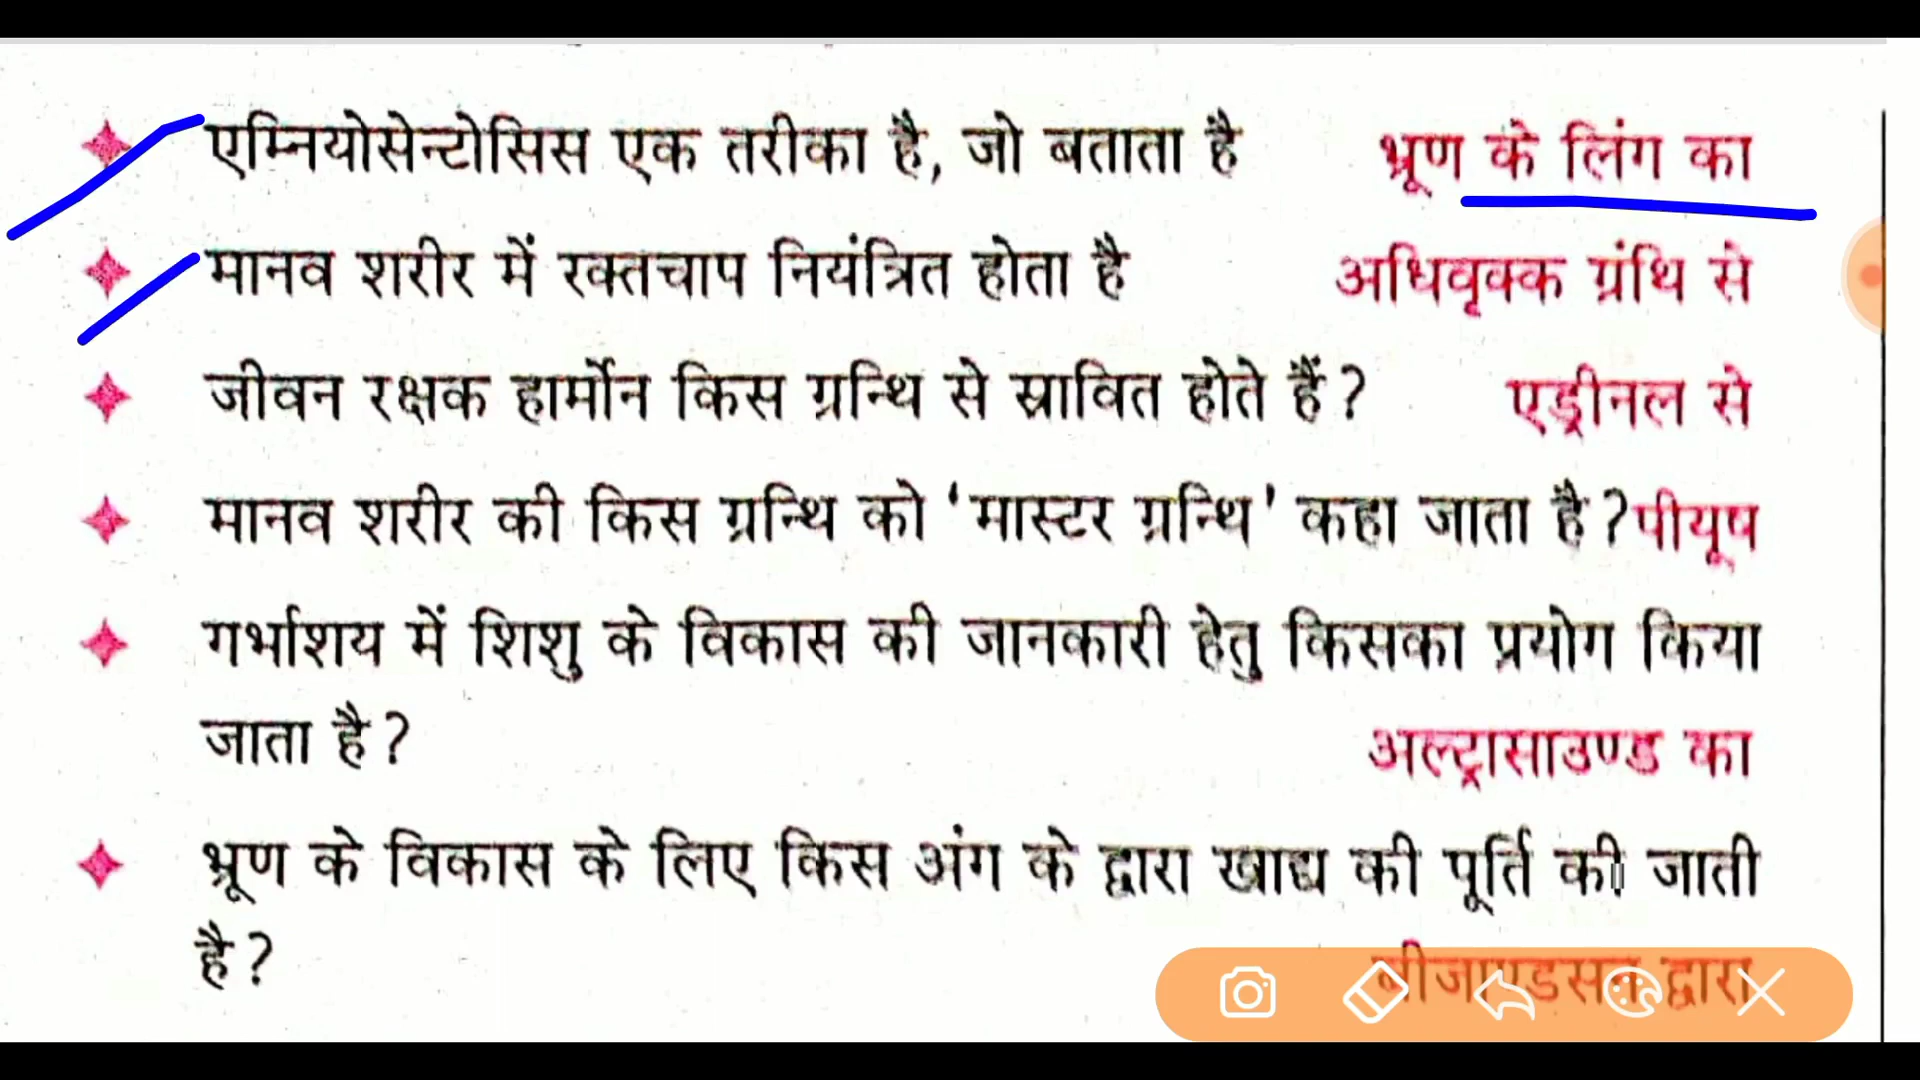 एम्नियोसेन्टोसिस एक तरीका है, जो बताता है भ्रूण के लिंग का
मानव शरीर में रक्तचाप नियंत्रित होता है अधिवृक्क ग्रंथि से
जीवन रक्षक हार्मोन किस ग्रन्थि से स्रावित होते हैं? एड्रीनल से
मानव शरीर की किस ग्रन्थि को 'मास्टर ग्रन्थि' कहा जाता है? पीयूष
गर्भाशय में शिशु के विकास की जानकारी हेतु किसका प्रयोग किया
जाता है? अल्ट्रासाउण्ड का
भ्रूण के विकास के लिए किस अंग के द्वारा खाद्य की पूर्ति की जाती
है? द्वारा